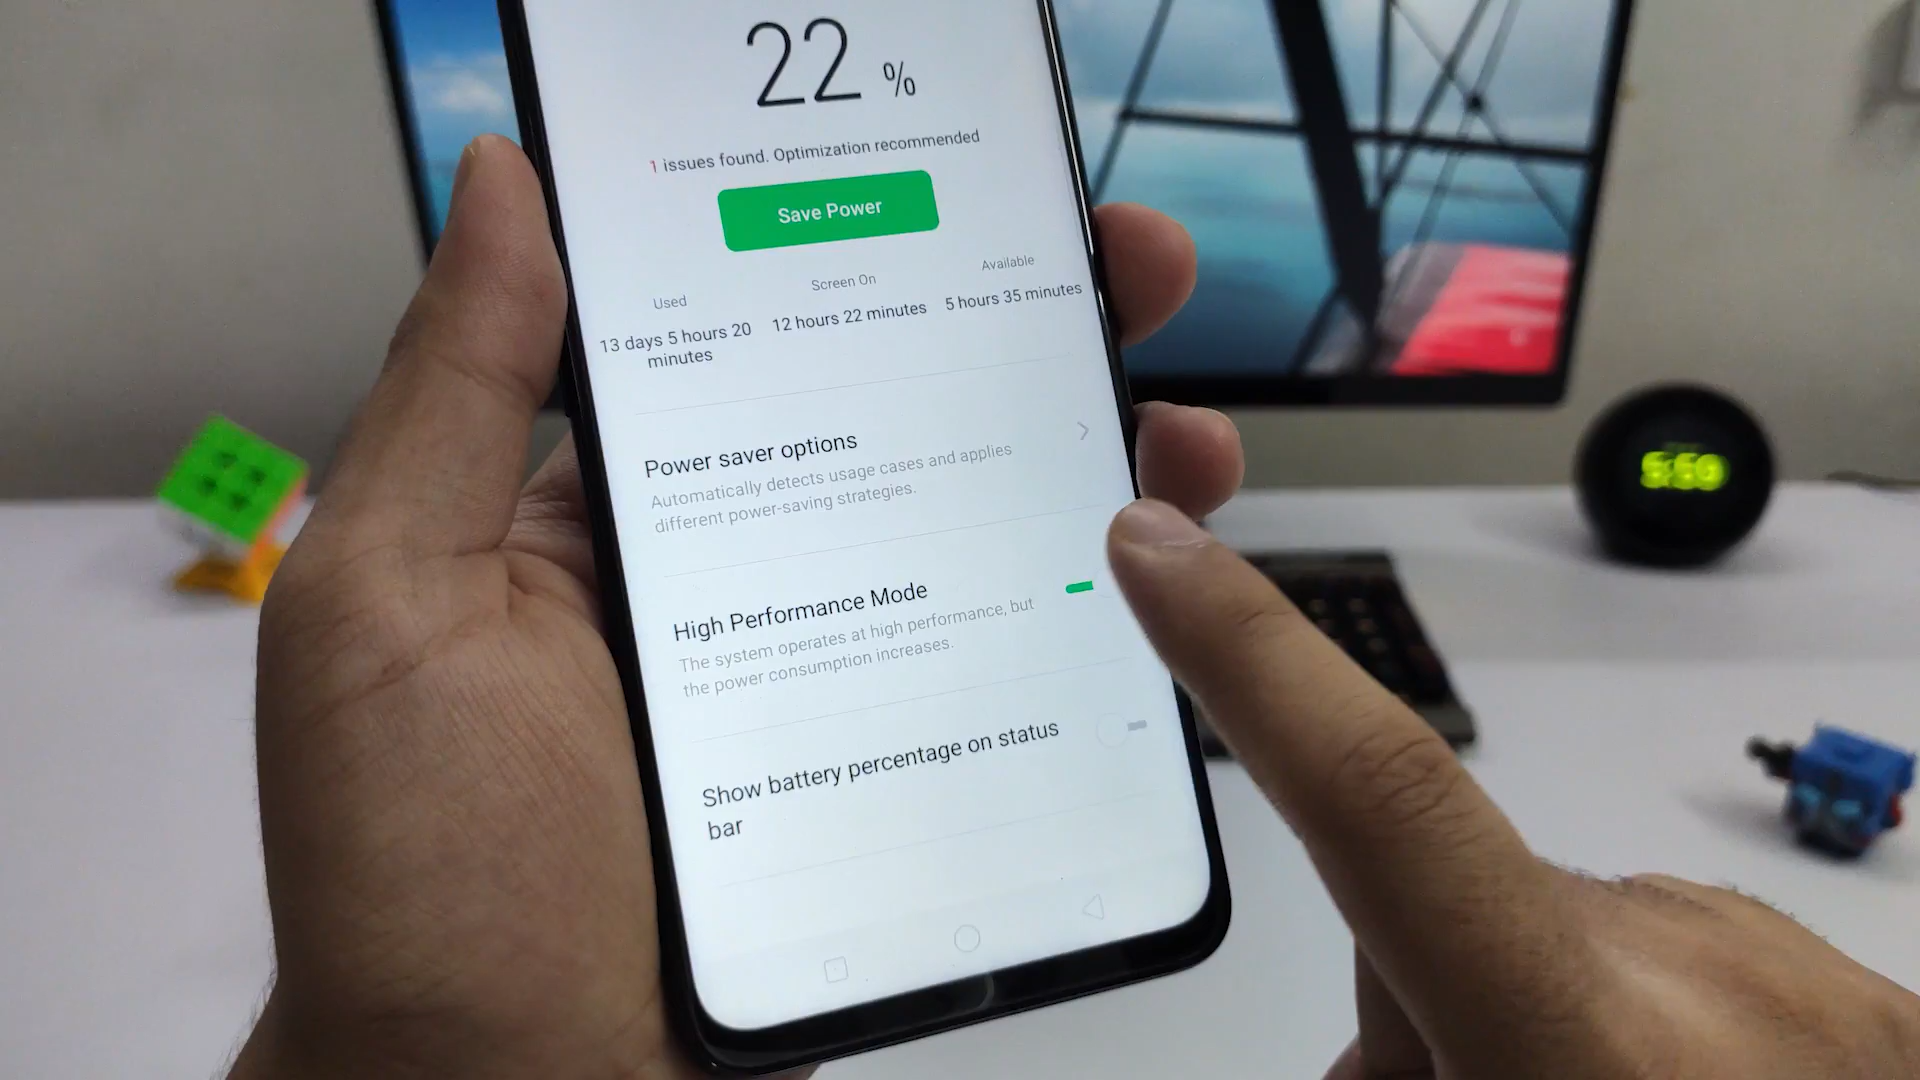 22 %
1 issues found. Optimization recommended
Save Power
Used
Screen On
Available
13 days 5 hours 20
minutes
12 hours 22 minutes
5 hours 35 minutes
Power saver options
Automatically detects usage cases and applies
different power-saving strategies.
High Performance Mode
The system operates at high performance, but
the power consumption increases.
Show battery percentage on status
bar